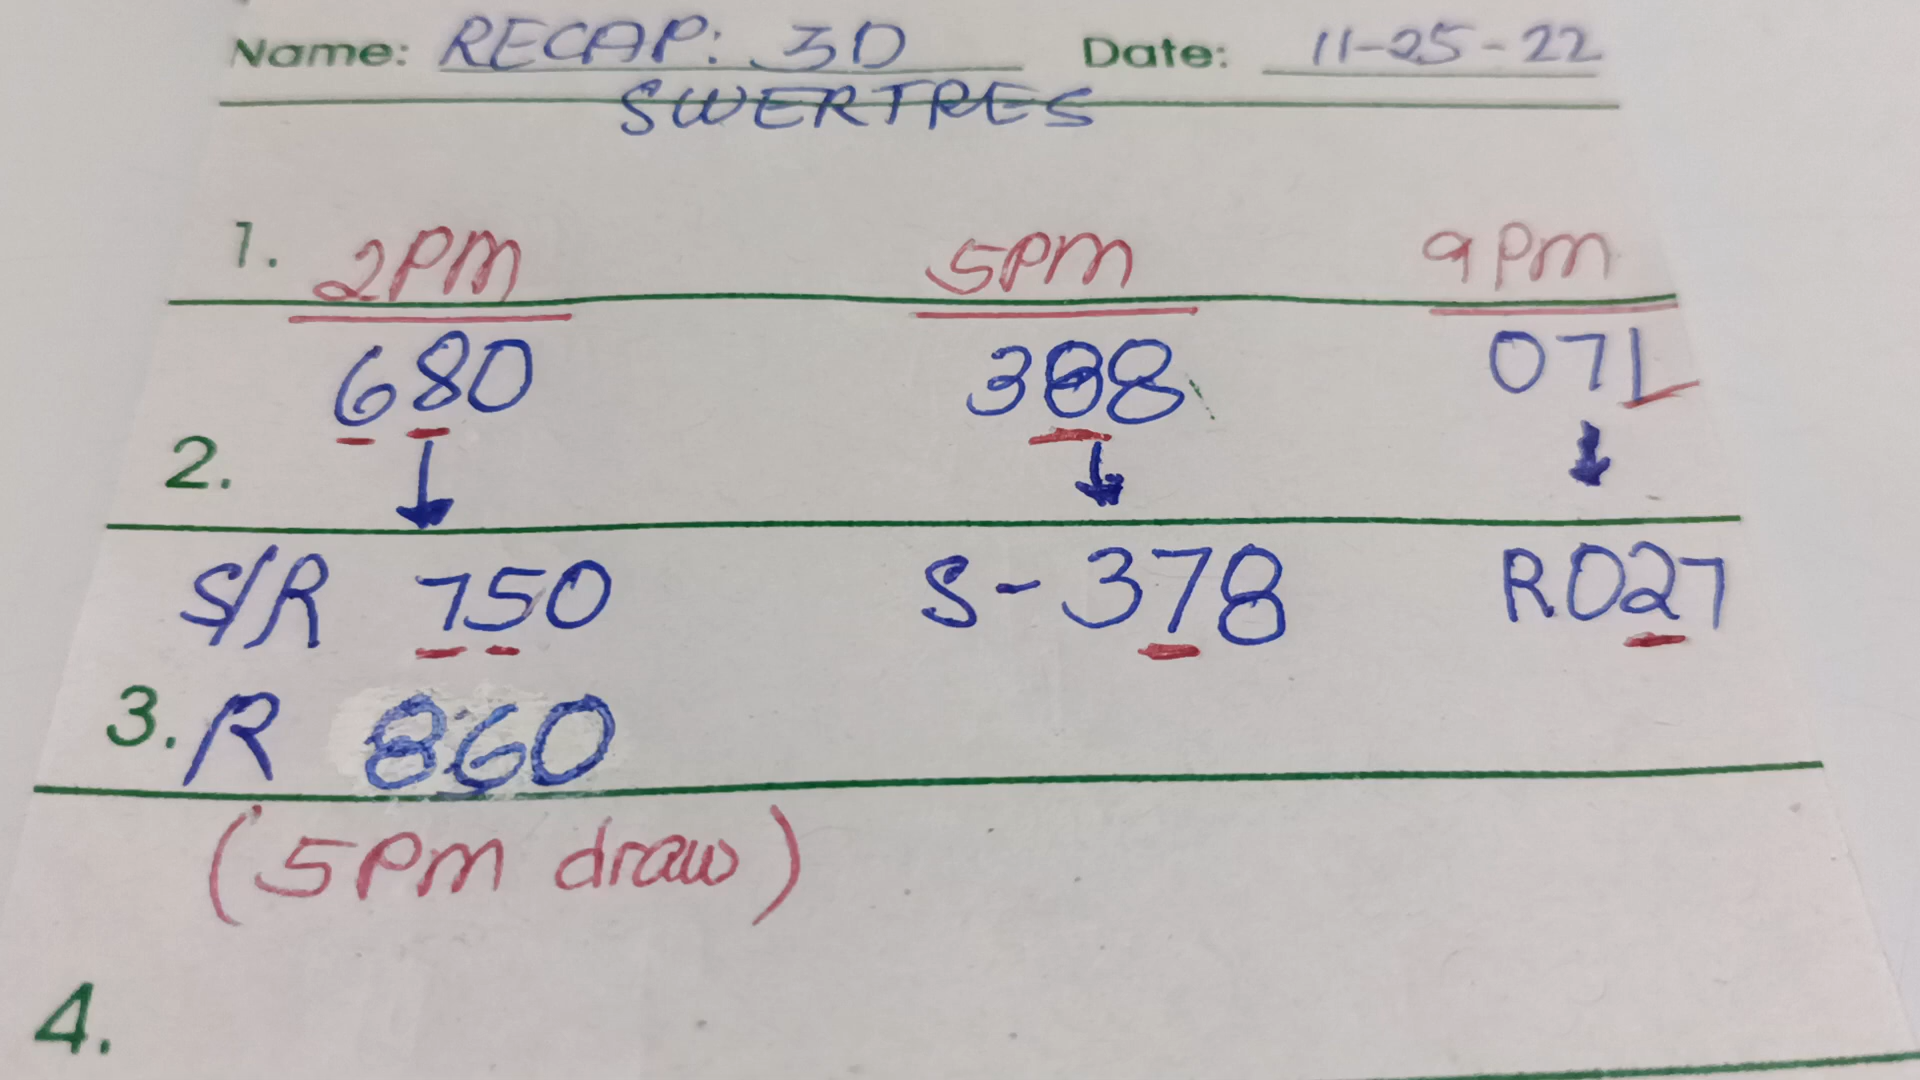 Name: RECAP: 3D Date: 11-25-22
SWERTRES
1. 2PM 5PM 9PM
680 388 071
2.
S/R 750 S-378 R027
3. R 860
(5PM draw)
4.